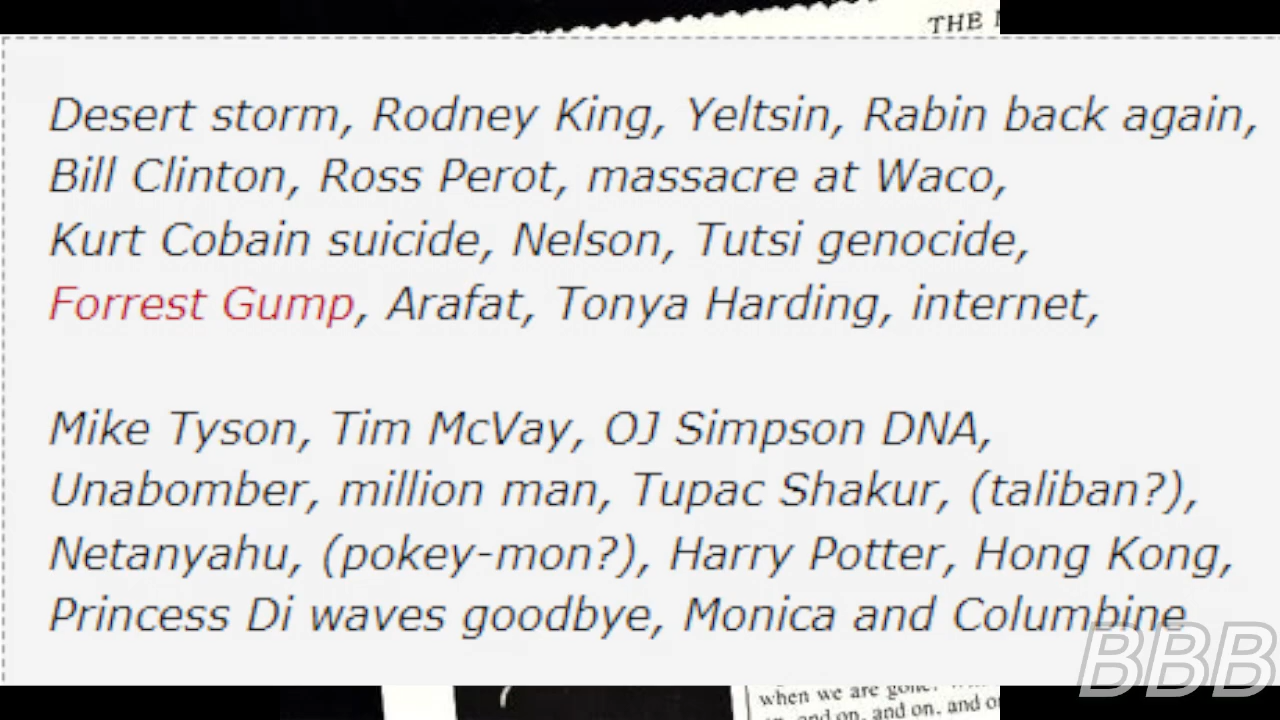 THE
Desert storm, Rodney King, Yeltsin, Rabin back again,
Bill Clinton, Ross Perot, massacre at Waco,
Kurt Cobain suicide, Nelson, Tutsi genocide,
Forrest Gump, Arafat, Tonya Harding, internet,
Mike Tyson, Tim McVay, OJ Simpson DNA,
Unabomber, million man, Tupac Shakur, (taliban?),
Netanyahu, (pokey-mon?), Harry Potter, Hong Kong,
Princess Di waves goodbye, Monica and Columbine
BBB
when we are gone.
and on, and on, and on